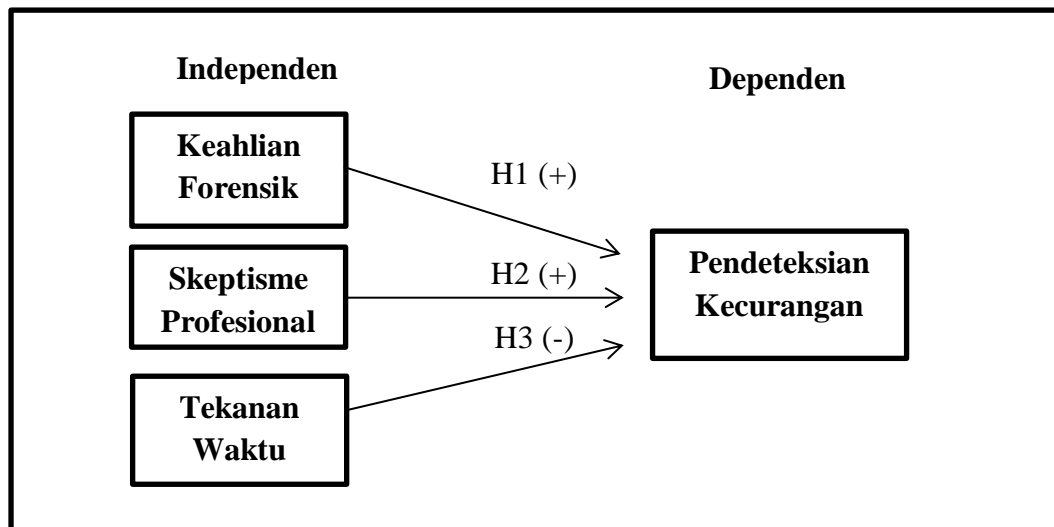 Independen
Dependen
Keahlian
Forensik
H1 (+)
Skeptisme
Profesional
H2 (+)
Pendeteksian
Kecurangan
H3 (-)
Tekanan
Waktu